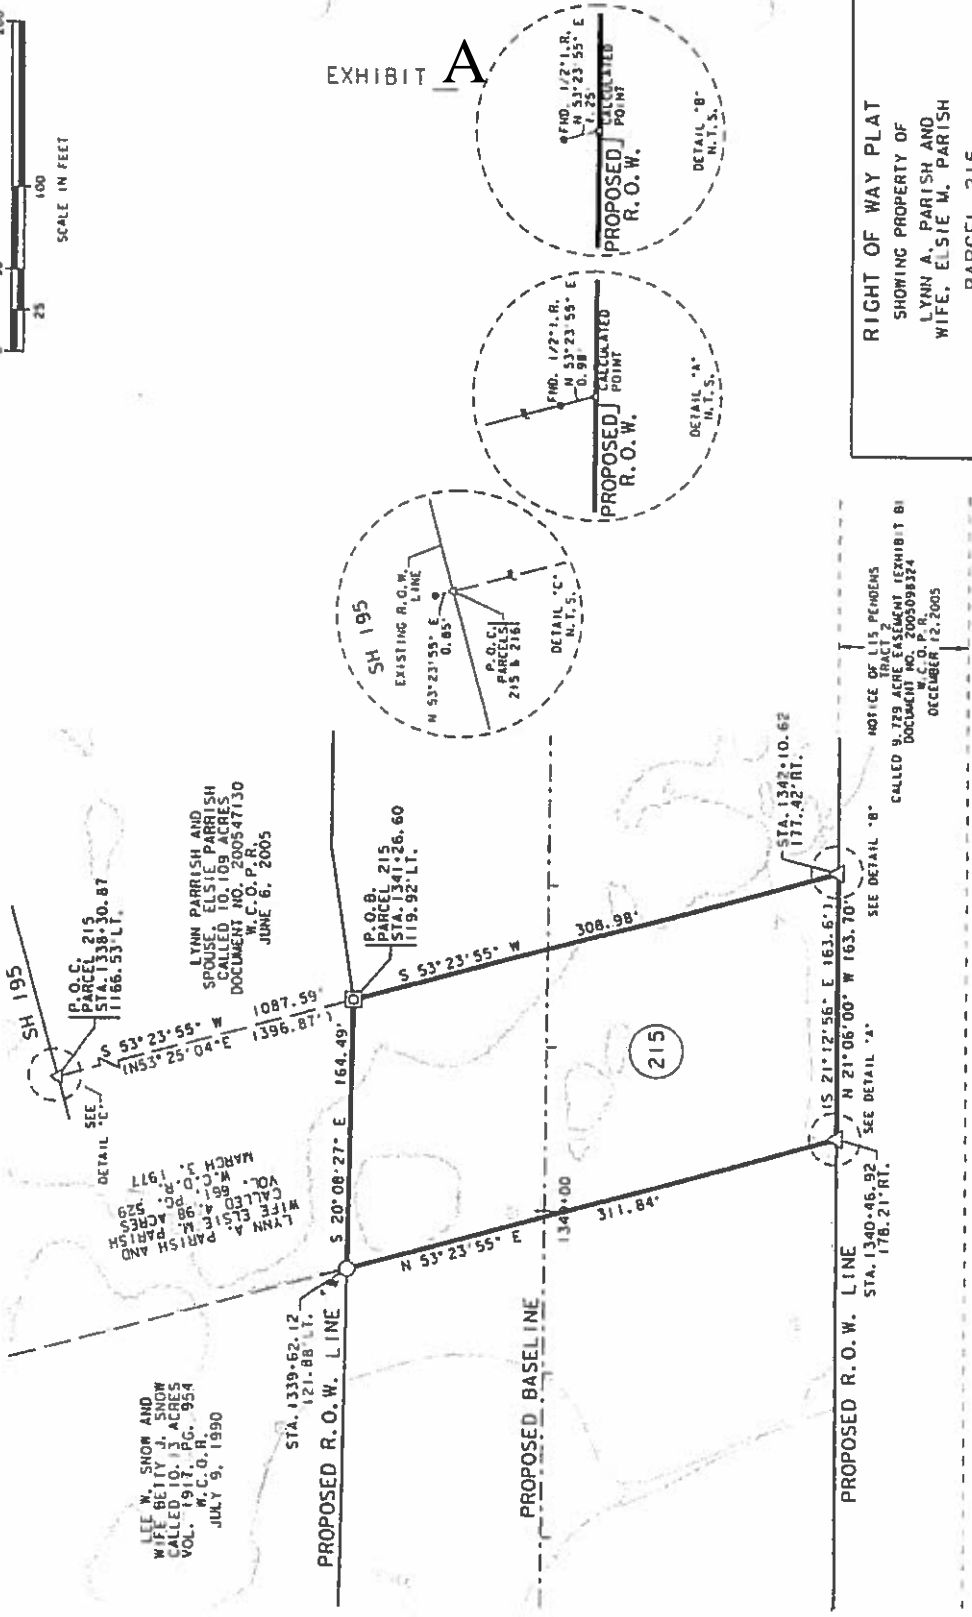 EXHIBIT A
25
100
SCALE IN FEET
FND. 1/2" I.R.
N 53°23'55" E
1.25'
CALCULATED
POINT
PROPOSED
R.O.W.
DETAIL "B"
N.T.S.
FND. 1/2" I.R.
N 53°23'55" E
0.98'
CALCULATED
POINT
PROPOSED
R.O.W.
DETAIL "A"
N.T.S.
SH 195
EXISTING R.O.W.
LINE
N 53°23'55" E
0.85'
P.O.C.
PARCELS
215 & 216
DETAIL "C"
N.T.S.
RIGHT OF WAY PLAT
SHOWING PROPERTY OF
LYNN A. PARISH AND
WIFE, ELSIE M. PARISH
PARCEL 215
SH 195
P.O.C.
PARCEL 215
STA. 1338+30.87
1166.53' LT.
SEE
DETAIL "C"
S 53°23'55" W 1087.59'
(N53°25'04"E 1396.87')
LYNN PARRISH AND
SPOUSE, ELSIE PARRISH
CALLED 10.109 ACRES
DOCUMENT NO. 200547130
W.C.O.P.R.
JUNE 6, 2005
LYNN A. PARISH AND
WIFE ELSIE M. PARISH
VOL. 661, PG. 529
W.C.D.R.
MARCH 3, 1977
LEE W. SNOW AND
WIFE BETTY J. SNOW
CALLED 10.13 ACRES
VOL. 1917, PG. 954
W.C.O.R.
JULY 9, 1990
P.O.B.
PARCEL 215
STA. 1341+26.60
119.92' LT.
STA. 1339+62.12
121.88' LT.
S 20°08'27" E 164.49'
PROPOSED R.O.W. LINE
S 53°23'55" W 308.98'
N 53°23'55" E 311.84'
215
PROPOSED BASELINE
1340+00
STA. 1342+10.62
177.42' RT.
(S 21°12'56" E 163.6')
N 21°06'00" W 163.70'
SEE DETAIL "A"
SEE DETAIL "B"
STA. 1340+46.92
178.21' RT.
PROPOSED R.O.W. LINE
NOTICE OF LIS PENDENS
TRACT 2
CALLED 9.729 ACRE EASEMENT (EXHIBIT B)
DOCUMENT NO. 2005098324
W.C.O.P.R.
DECEMBER 12, 2005